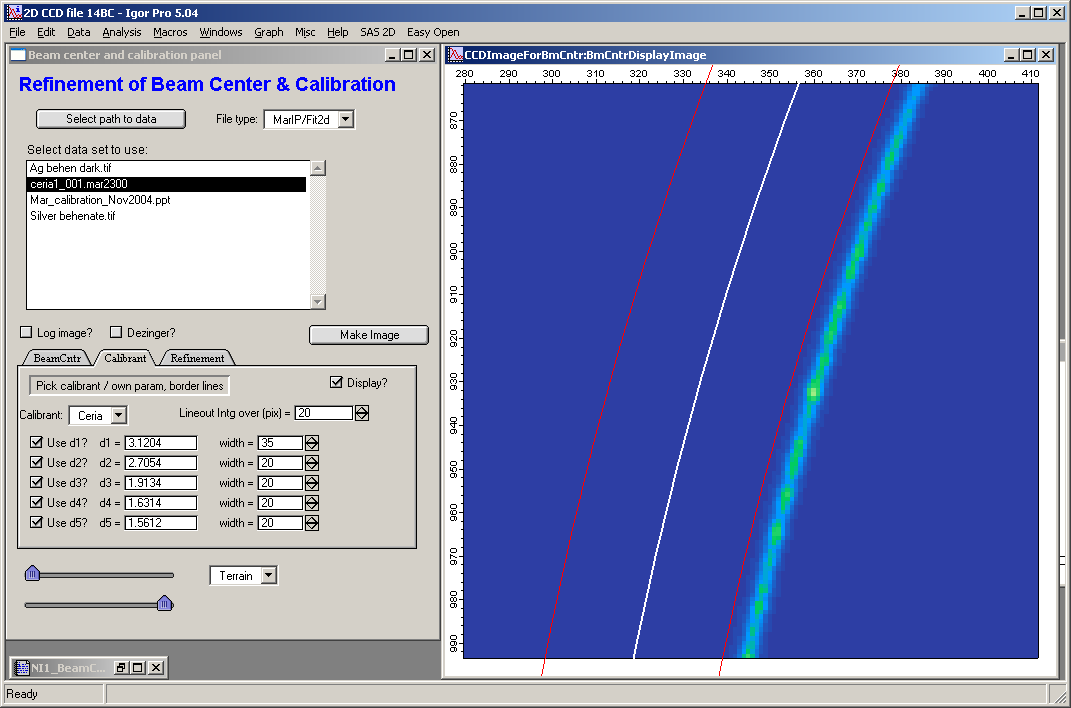 2D CCD file 14BC - Igor Pro 5.04
File Edit Data Analysis Macros Windows Graph Misc Help SAS 2D Easy Open
Beam center and calibration panel
Refinement of Beam Center & Calibration
Select path to data File type: MarIP/Fit2d
Select data set to use:
Ag behen dark.tif
ceria1_001.mar2300
Mar_calibration_Nov2004.ppt
Silver behenate.tif
Log image? Dezinger? Make Image
BeamCntr Calibrant Refinement
Pick calibrant / own param, border lines Display?
Calibrant: Ceria Lineout Intg over (pix) = 20
Use d1? d1 = 3.1204 width = 35
Use d2? d2 = 2.7054 width = 20
Use d3? d3 = 1.9134 width = 20
Use d4? d4 = 1.6314 width = 20
Use d5? d5 = 1.5612 width = 20
Terrain
NI1_BeamC...
CCDImageForBmCntr:BmCntrDisplayImage
280 290 300 310 320 330 340 350 360 370 380 390 400 410
870
880
890
900
910
920
930
940
950
960
970
980
990
Ready